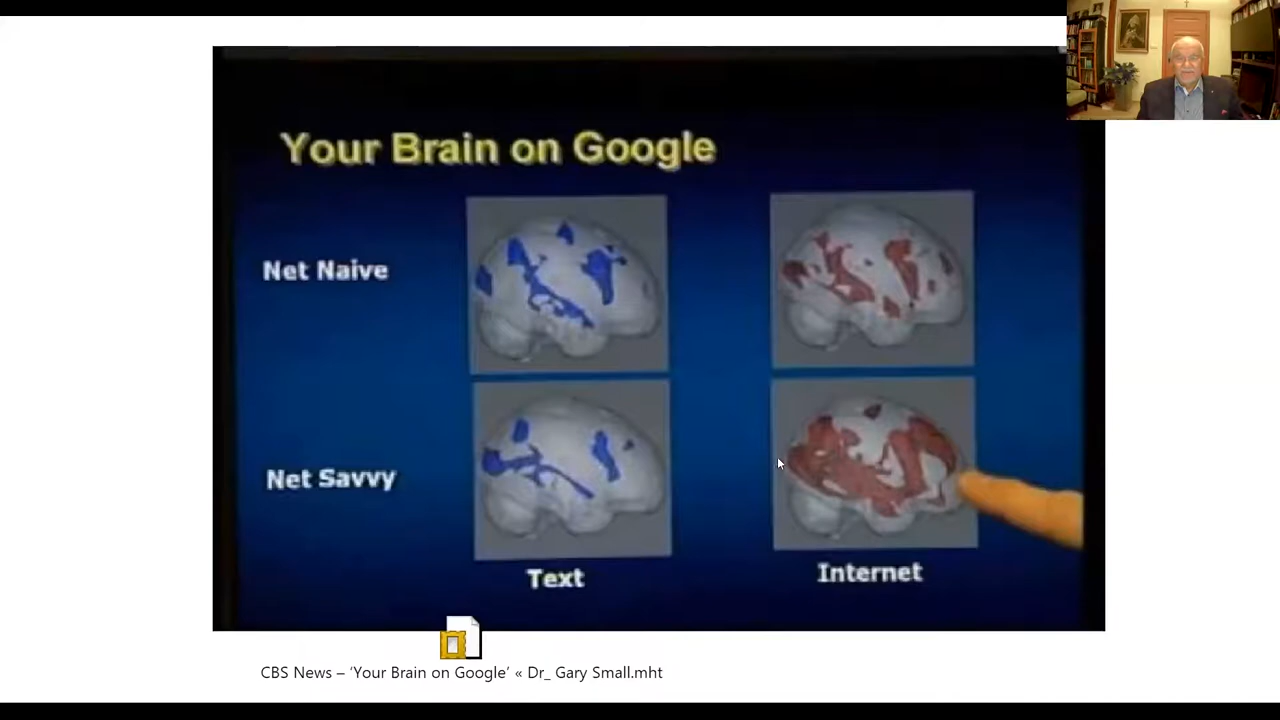 Your Brain on Google
Net Naive
Net Savvy
Text
Internet
CBS News – ‘Your Brain on Google’ « Dr_ Gary Small.mht